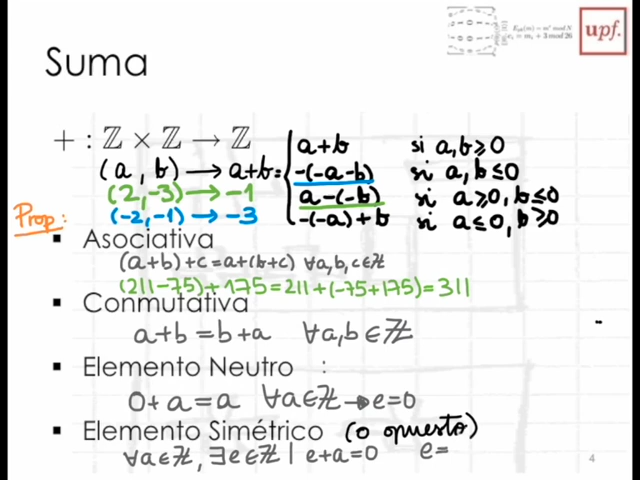 upf.
Suma
+ : ℤ × ℤ → ℤ
(a, b) → a+b = { a+b si a,b ≥ 0
-(-a-b) si a,b ≤ 0
(2,-3) → -1 a-(-b) si a ≥ 0, b ≤ 0
(-2,-1) → -3 -(-a)+b si a ≤ 0, b ≥ 0
Prop:
▪ Asociativa
(a+b)+c = a+(b+c) ∀a,b,c∈ℤ
(211-75)+175 = 211+(-75+175) = 311
▪ Conmutativa
a+b = b+a ∀a,b∈ℤ
▪ Elemento Neutro :
0+a = a ∀a∈ℤ → e=0
▪ Elemento Simétrico (o opuesto)
∀a∈ℤ, ∃e∈ℤ | e+a=0 e=
4